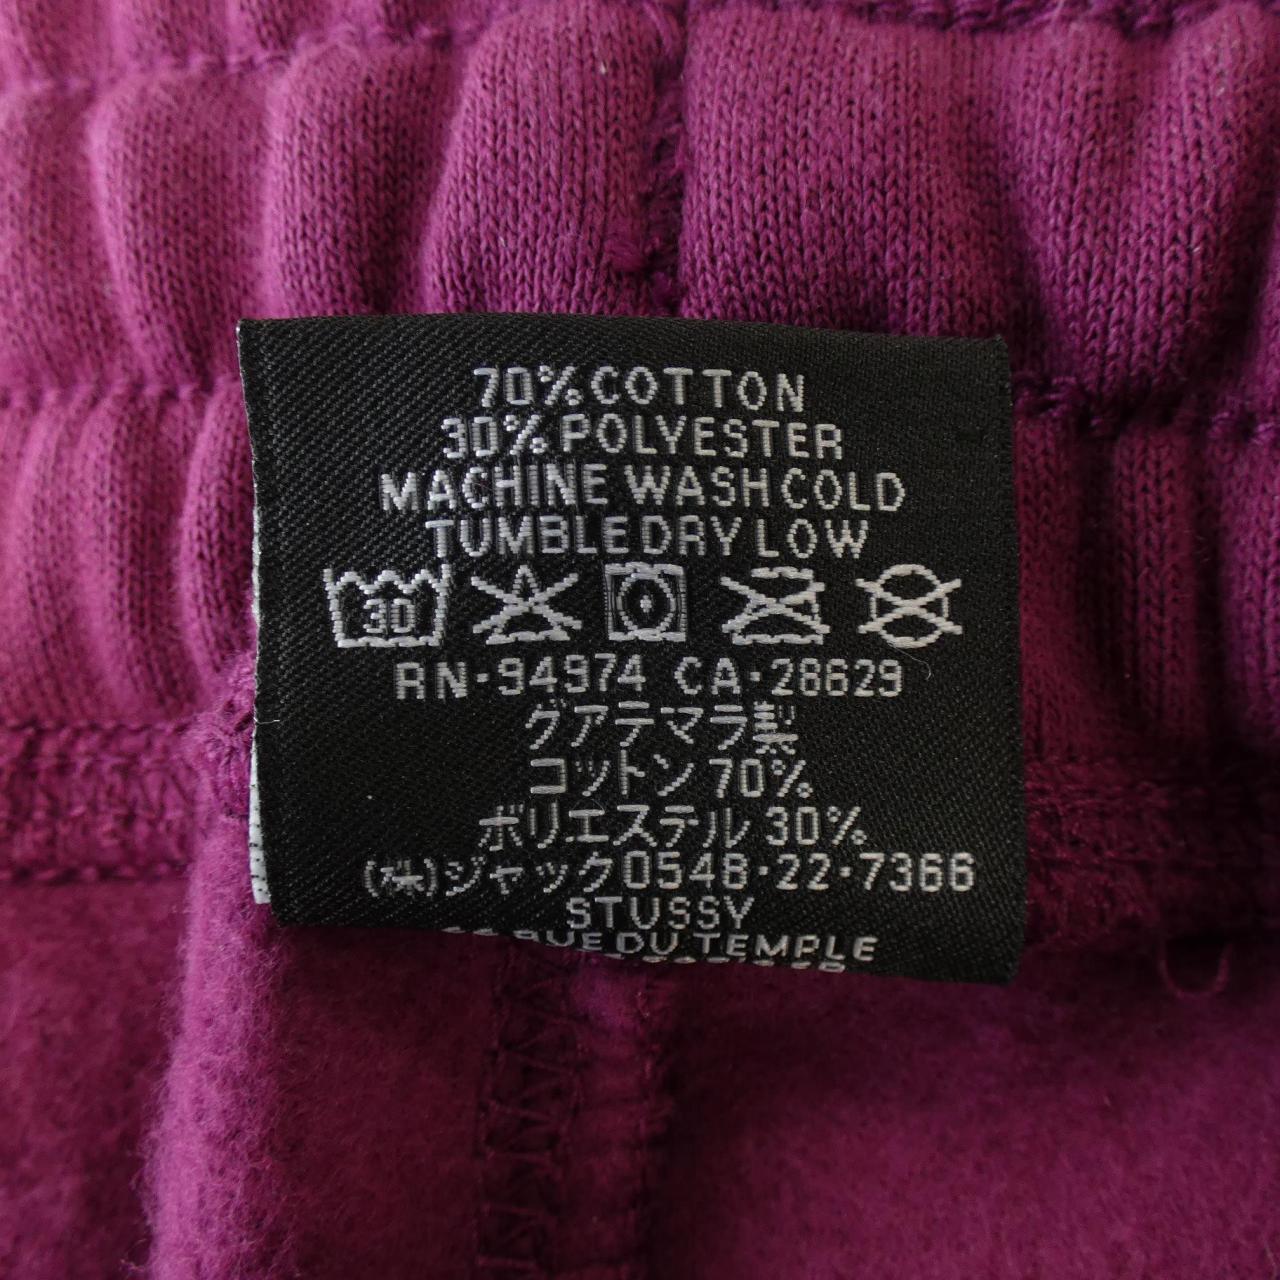 70% COTTON
30% POLYESTER
MACHINE WASH COLD
TUMBLE DRY LOW
30
RN・94974 CA・28629
グアテマラ製
コットン 70%
ポリエステル 30%
(株)ジャック0548・22・7366
STUSSY
RUE DU TEMPLE